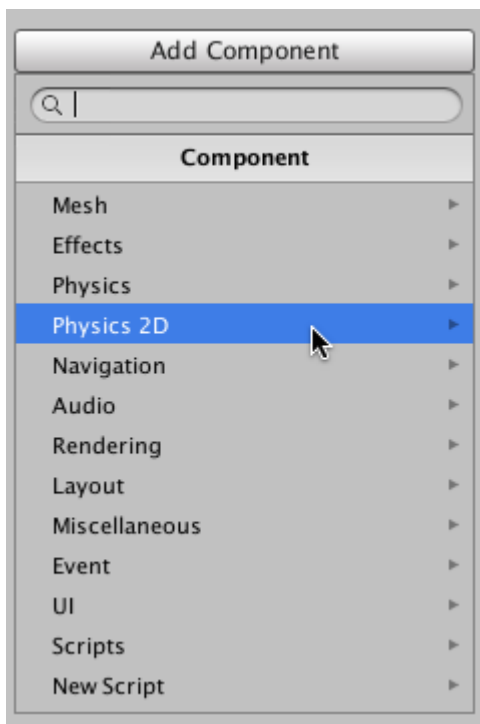 Add Component
Component
Mesh
Effects
Physics
Physics 2D
Navigation
Audio
Rendering
Layout
Miscellaneous
Event
UI
Scripts
New Script